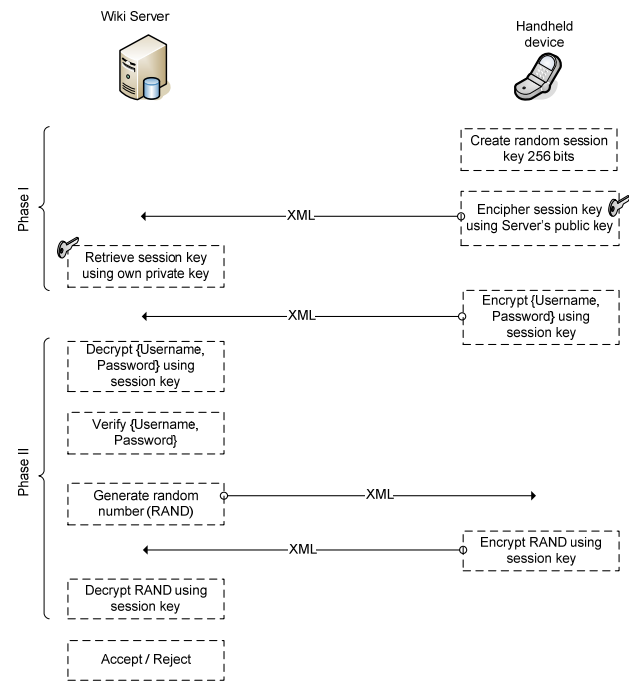 Wiki Server
Handheld
device
Create random session
key 256 bits
Phase I
XML
Encipher session key
using Server's public key
Retrieve session key
using own private key
XML
Encrypt {Username,
Password} using
session key
Decrypt {Username,
Password} using
session key
Verify {Username,
Password}
Phase II
Generate random
number (RAND)
XML
XML
Encrypt RAND using
session key
Decrypt RAND using
session key
Accept / Reject